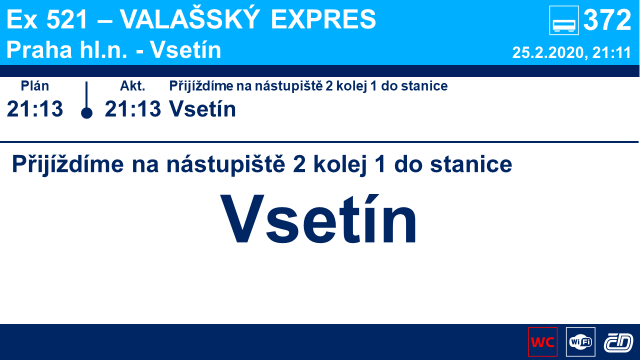 Ex 521 – VALAŠSKÝ EXPRES
372
Praha hl.n. - Vsetín
25.2.2020, 21:11
Plán
Akt.
Přijíždíme na nástupiště 2 kolej 1 do stanice
21:13
21:13
Vsetín
Přijíždíme na nástupiště 2 kolej 1 do stanice
Vsetín
WC
WiFi
ČD